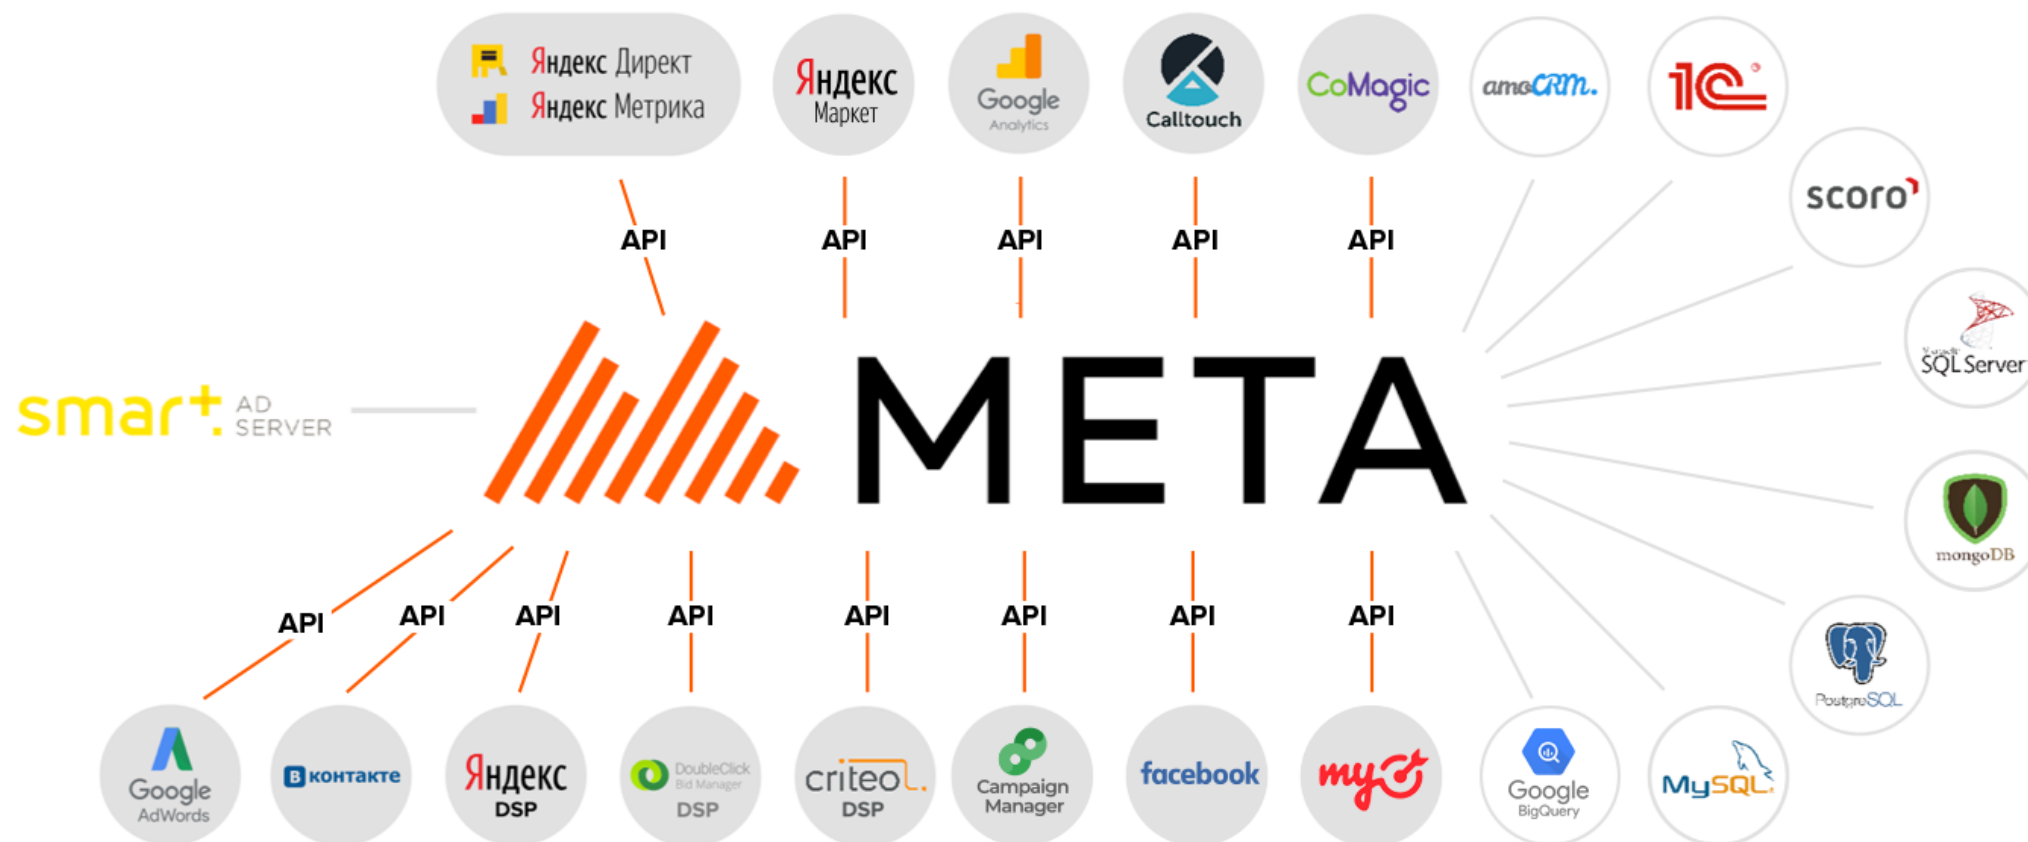 Яндекс Директ
Яндекс Метрика
Яндекс
Маркет
Google
Analytics
Calltouch
CoMagic
amoCRM.
1C
scoro
API
API
API
API
API
Microsoft
SQL Server
smart.
AD
SERVER
META
mongoDB
API
API
API
API
API
API
API
API
PostgreSQL
Google
AdWords
В контакте
Яндекс
DSP
DoubleClick
Bid Manager
DSP
criteo.
DSP
Campaign
Manager
facebook
my
Google
BigQuery
MySQL